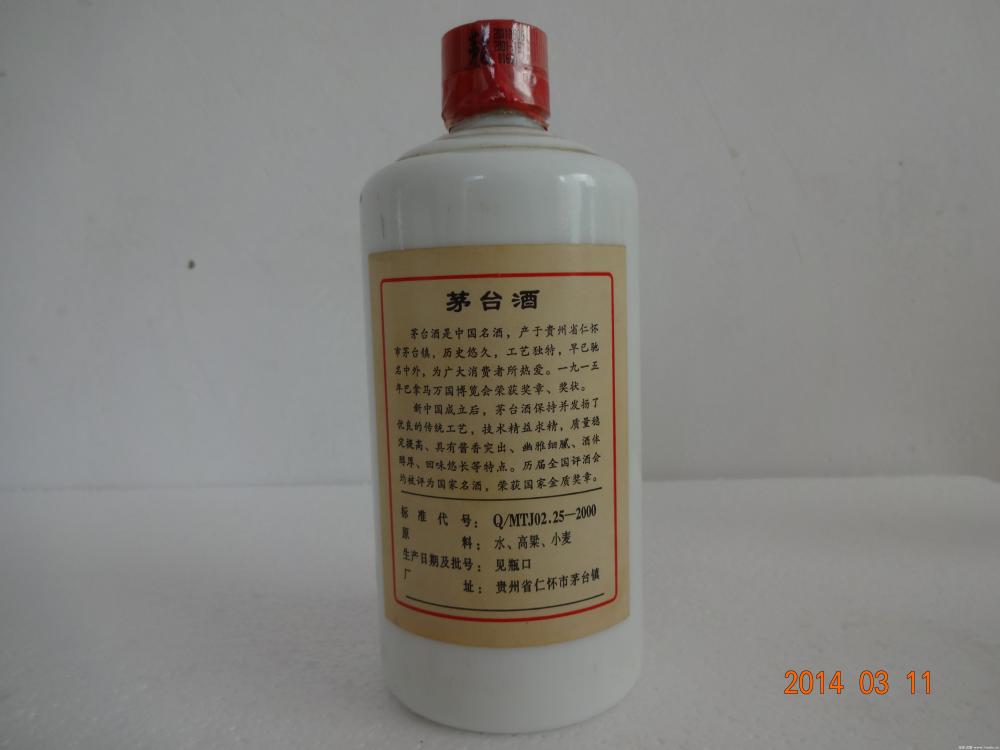 茅台酒
茅台酒是中国名酒，产于贵州省仁怀
市茅台镇，历史悠久，工艺独特，早已驰
名中外，为广大消费者所热爱。一九一五
年巴拿马万国博览会荣获奖章、奖状。
新中国成立后，茅台酒保持并发扬了
优良的传统工艺，技术精益求精，质量稳
定提高、具有酱香突出、幽雅细腻、酒体
醇厚、回味悠长等特点。历届全国评酒会
均被评为国家名酒，荣获国家金质奖章。
标准代号：Q/MTJ02.25—2000
原料：水、高粱、小麦
生产日期及批号：见瓶口
厂址：贵州省仁怀市茅台镇
2014 03 11